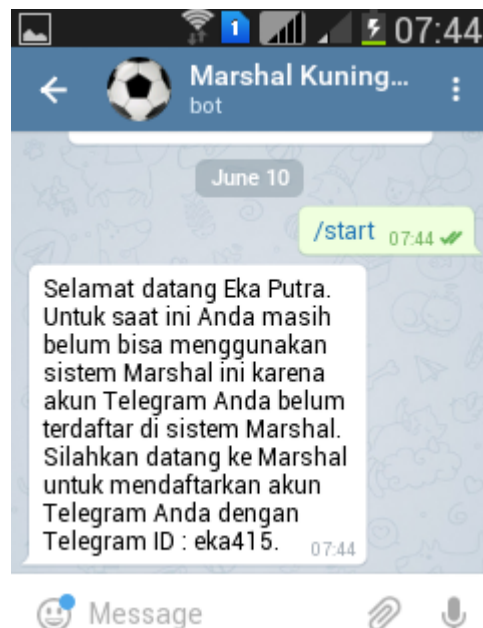 1 07:44
Marshal Kuning...
bot
June 10
/start 07:44
Selamat datang Eka Putra.
Untuk saat ini Anda masih
belum bisa menggunakan
sistem Marshal ini karena
akun Telegram Anda belum
terdaftar di sistem Marshal.
Silahkan datang ke Marshal
untuk mendaftarkan akun
Telegram Anda dengan
Telegram ID : eka415. 07:44
Message